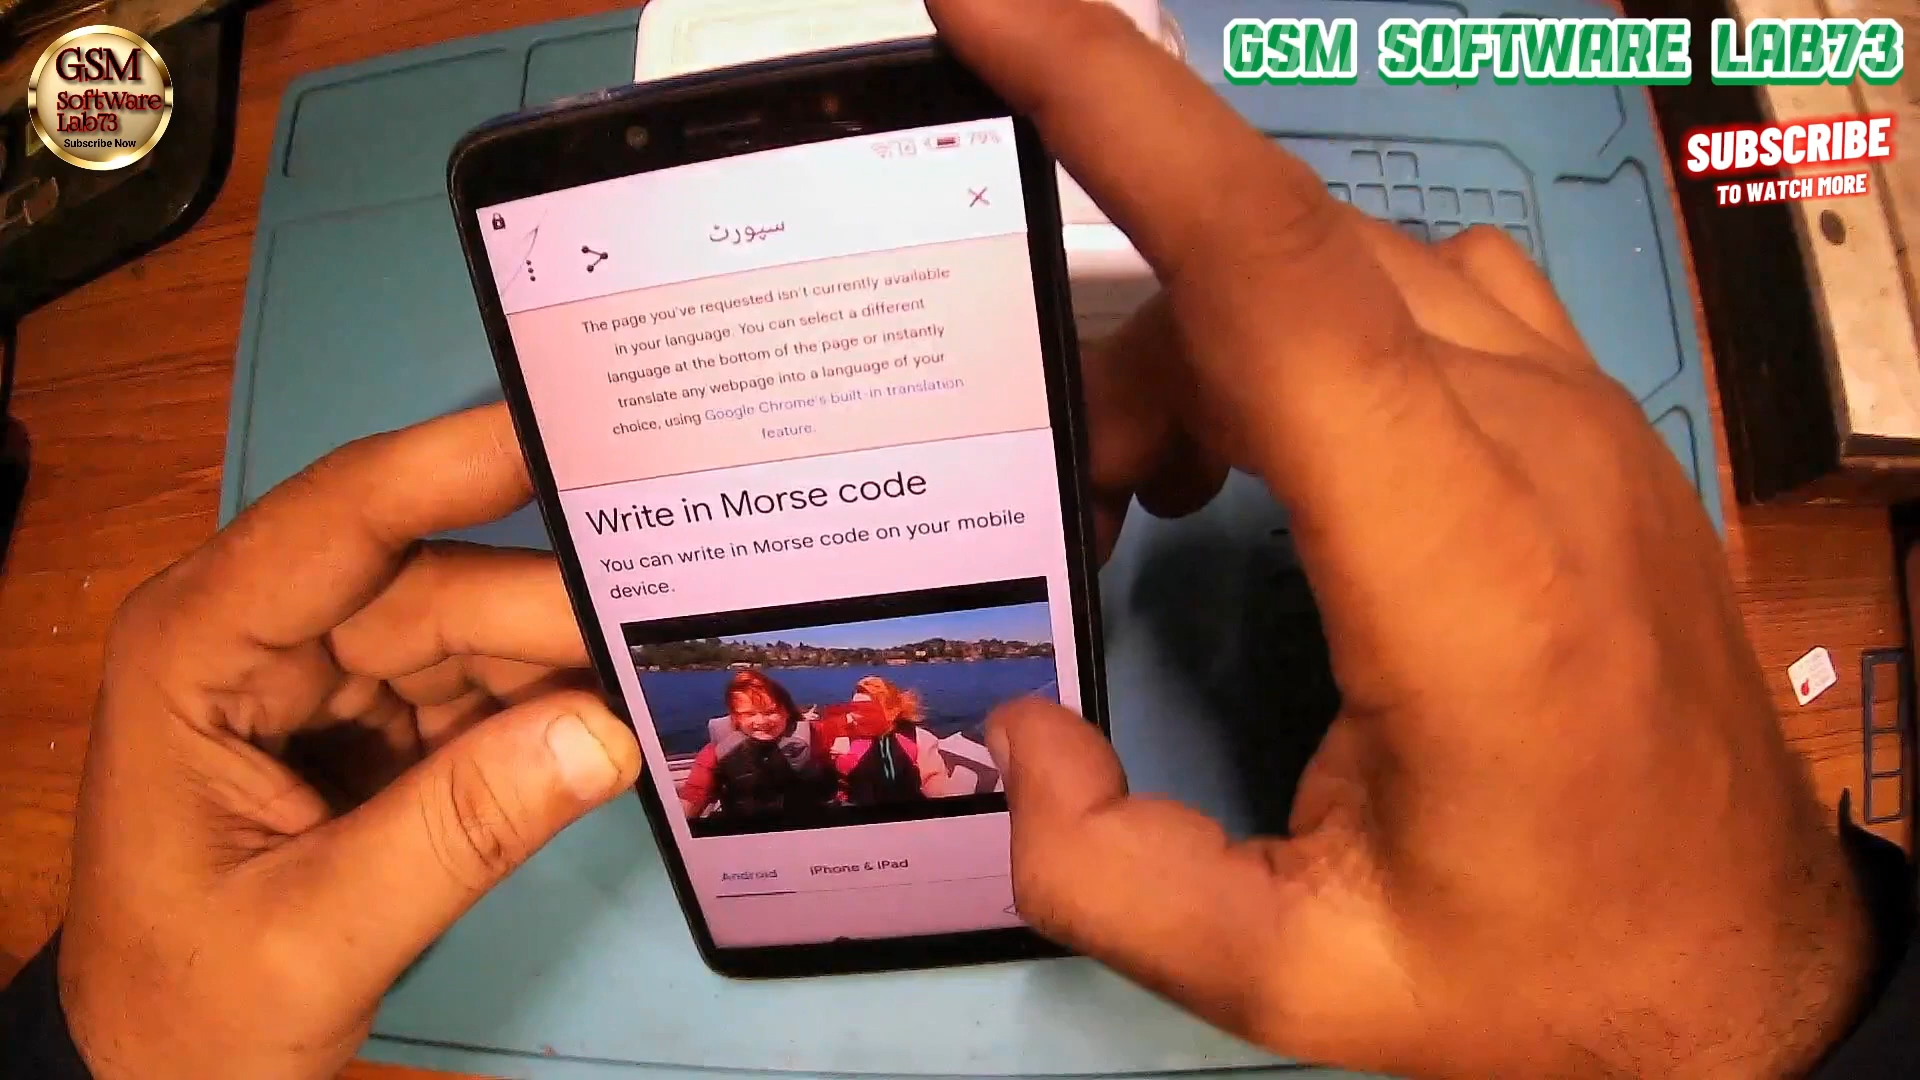 GSM
SoftWare
Lab73
Subscribe Now
GSM SOFTWARE LAB73
SUBSCRIBE
TO WATCH MORE
79%
سپورٹ
The page you've requested isn't currently available
in your language. You can select a different
language at the bottom of the page or instantly
translate any webpage into a language of your
choice, using Google Chrome's built-in translation
feature.
Write in Morse code
You can write in Morse code on your mobile
device.
Android iPhone & iPad